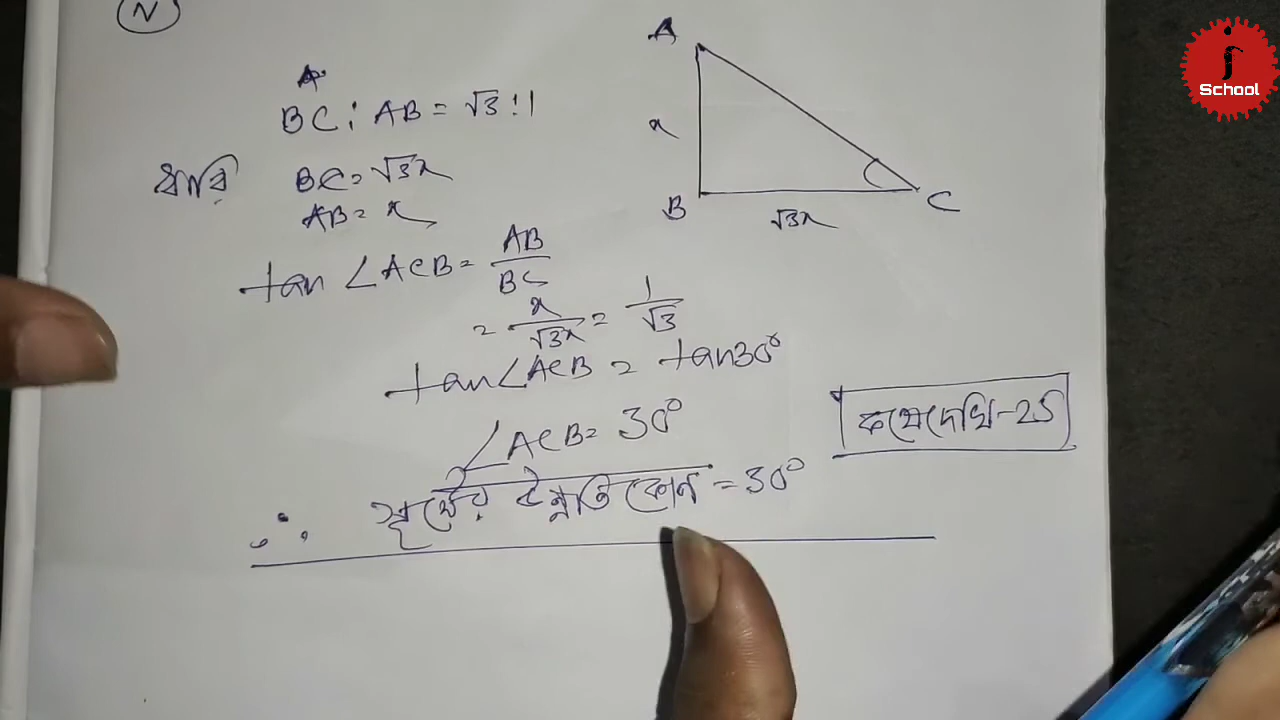 (N)
A
BC : AB = √3 : 1
ধরি BC = √3x
AB = x
tan ∠ACB = AB/BC
= x/√3x = 1/√3
tan∠ACB = tan30°
∠ACB = 30°
∴ সূর্যের উন্নতি কোন = 30°
A
x
B
√3x
C
কষেদেখি-25
School